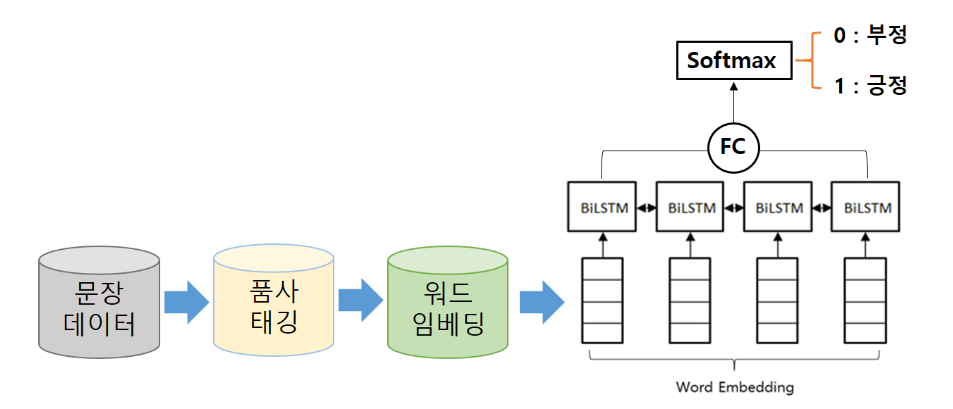 0 : 부정
Softmax
1 : 긍정
FC
BiLSTM
BiLSTM
BiLSTM
BiLSTM
문장
데이터
품사
태깅
워드
임베딩
Word Embedding